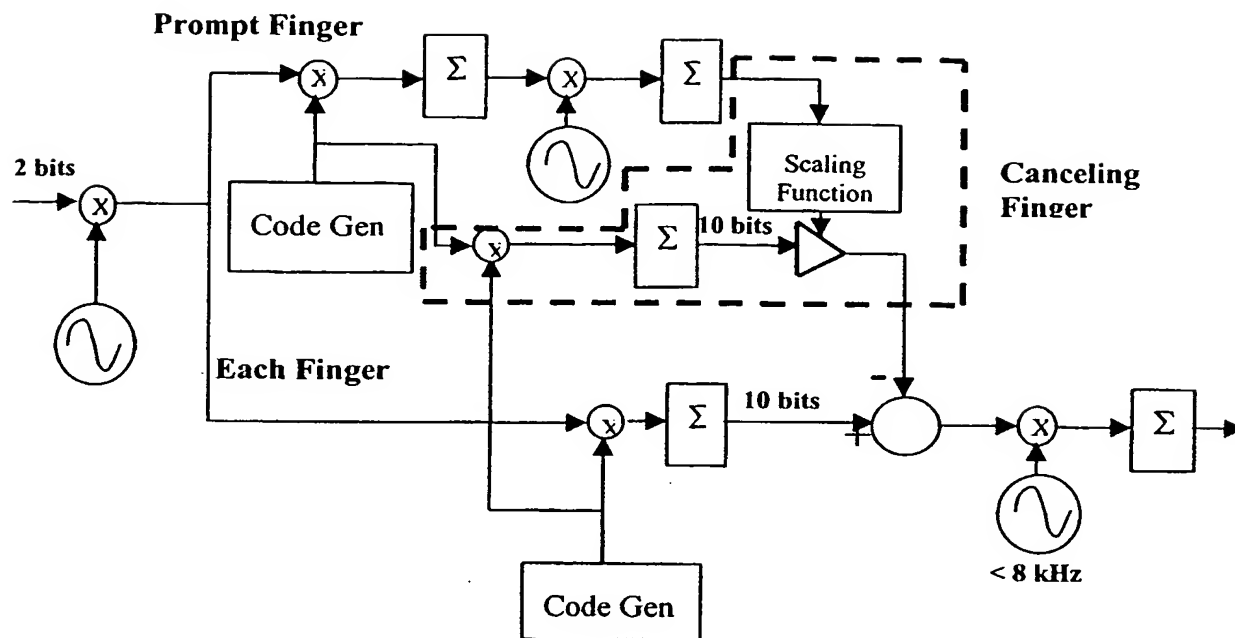 Prompt Finger
Σ
Σ
X
X
2 bits
X
Scaling
Function
Canceling
Finger
Code Gen
10 bits
X
Σ
Each Finger
-
10 bits
X
Σ
+
X
Σ
< 8 kHz
Code Gen